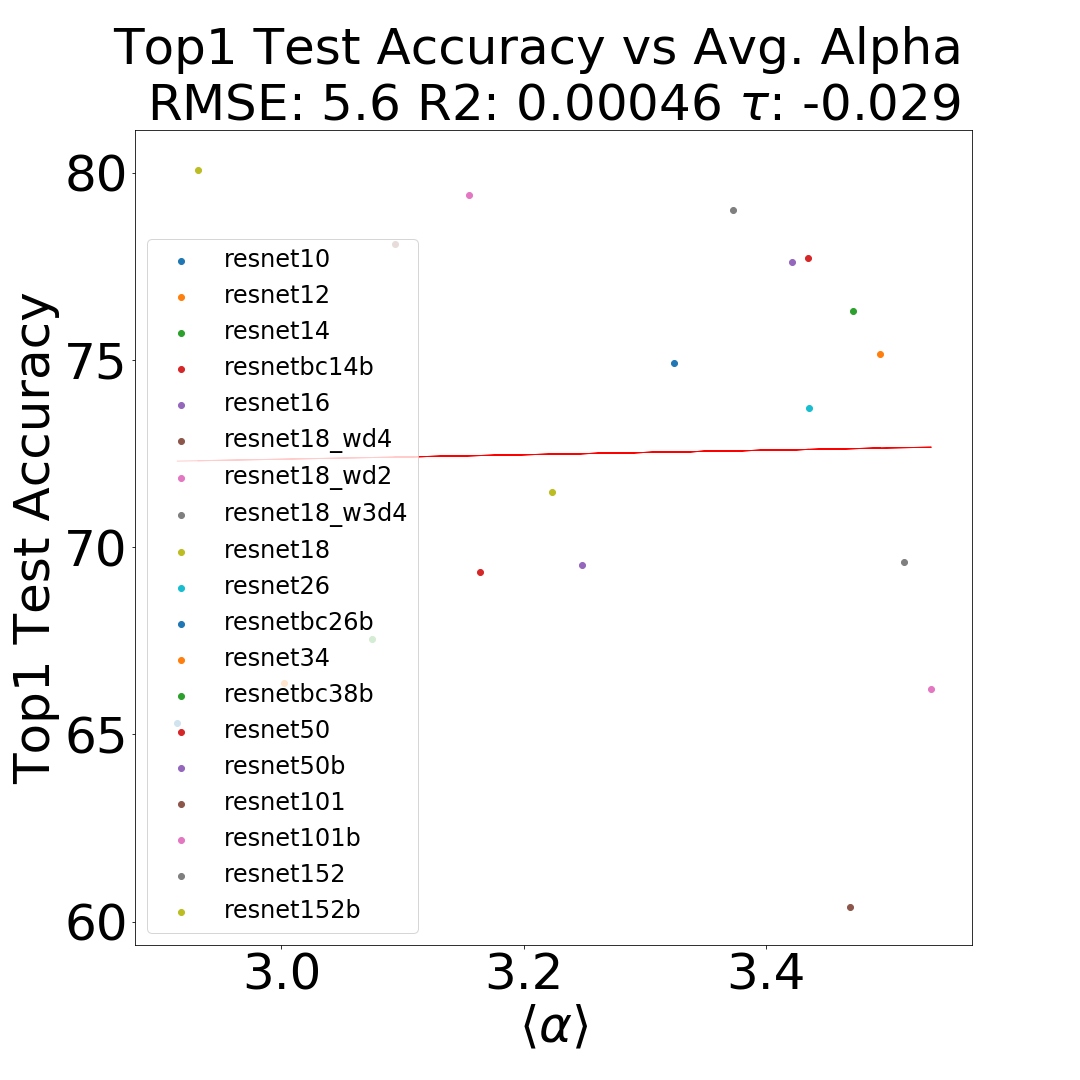 Top1 Test Accuracy vs Avg. Alpha
RMSE: 5.6 R2: 0.00046 τ: -0.029
Top1 Test Accuracy
80
75
70
65
60
resnet10
resnet12
resnet14
resnetbc14b
resnet16
resnet18_wd4
resnet18_wd2
resnet18_w3d4
resnet18
resnet26
resnetbc26b
resnet34
resnetbc38b
resnet50
resnet50b
resnet101
resnet101b
resnet152
resnet152b
3.0 3.2 3.4
⟨α⟩